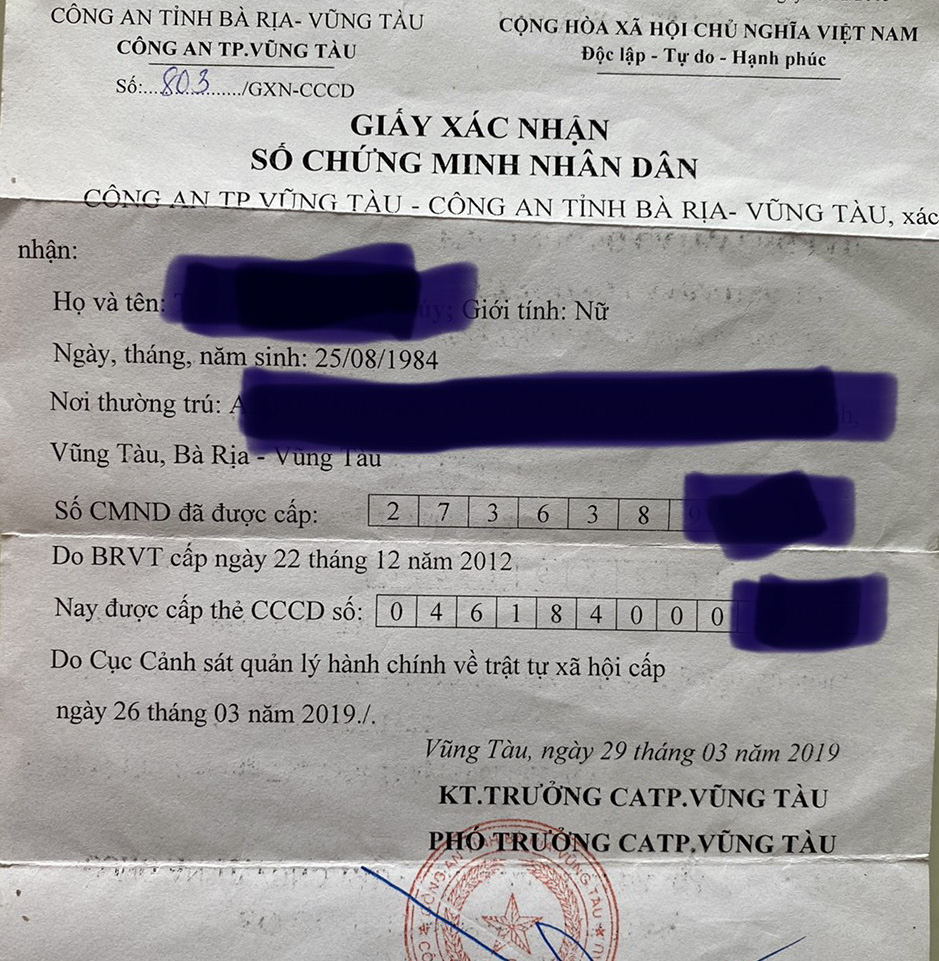 CÔNG AN TỈNH BÀ RỊA- VŨNG TÀU
CÔNG AN TP.VŨNG TÀU
Số:...803........../GXN-CCCD
CỘNG HÒA XÃ HỘI CHỦ NGHĨA VIỆT NAM
Độc lập - Tự do - Hạnh phúc
GIẤY XÁC NHẬN
SỐ CHỨNG MINH NHÂN DÂN
CÔNG AN TP VŨNG TÀU - CÔNG AN TỈNH BÀ RỊA- VŨNG TÀU, xác
nhận:
Họ và tên: Giới tính: Nữ
Ngày, tháng, năm sinh: 25/08/1984
Nơi thường trú:
Vũng Tàu, Bà Rịa - Vũng Tàu
Số CMND đã được cấp: 2 7 3 6 3 8
Do BRVT cấp ngày 22 tháng 12 năm 2012
Nay được cấp thẻ CCCD số: 0 4 6 1 8 4 0 0 0
Do Cục Cảnh sát quản lý hành chính về trật tự xã hội cấp
ngày 26 tháng 03 năm 2019./.
Vũng Tàu, ngày 29 tháng 03 năm 2019
KT.TRƯỞNG CATP.VŨNG TÀU
PHÓ TRƯỞNG CATP.VŨNG TÀU